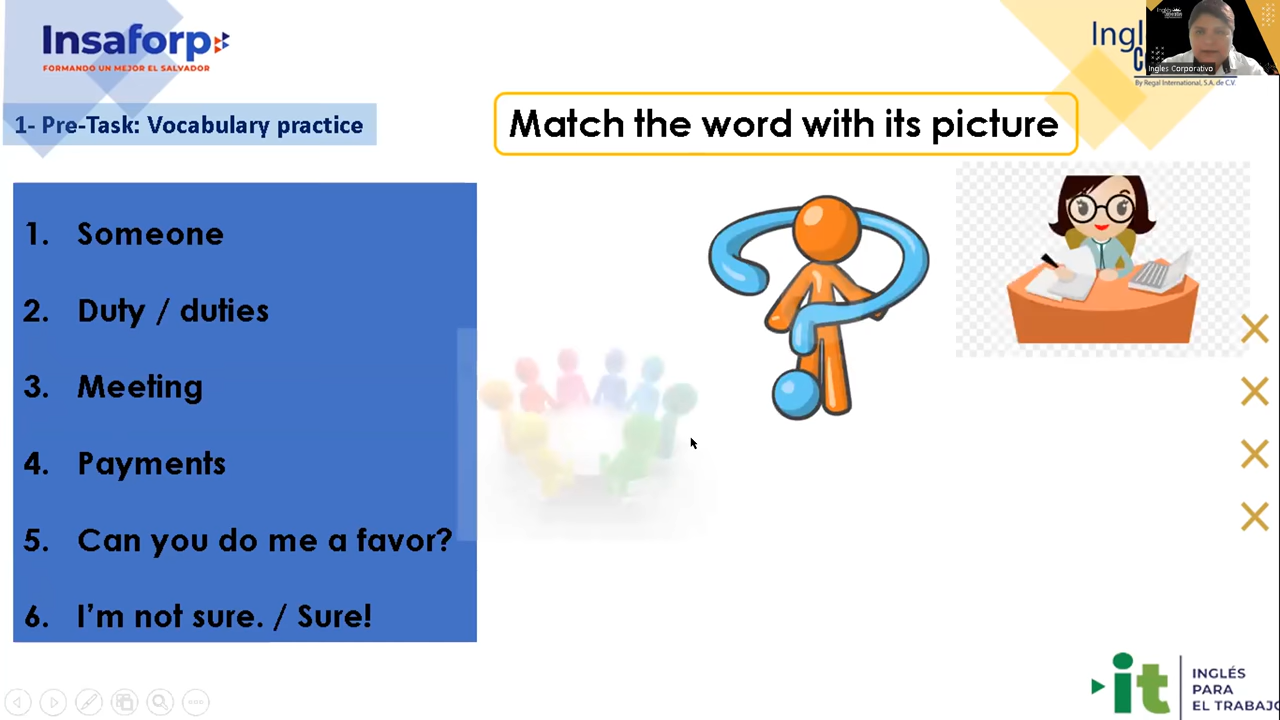 Insaforp
FORMANDO UN MEJOR EL SALVADOR
Ingl
Ingles Corporativo
By Regal International, S.A. de C.V.
1- Pre-Task: Vocabulary practice
Match the word with its picture
1. Someone
2. Duty / duties
3. Meeting
4. Payments
5. Can you do me a favor?
6. I'm not sure. / Sure!
it
INGLÉS
PARA
EL TRABAJO